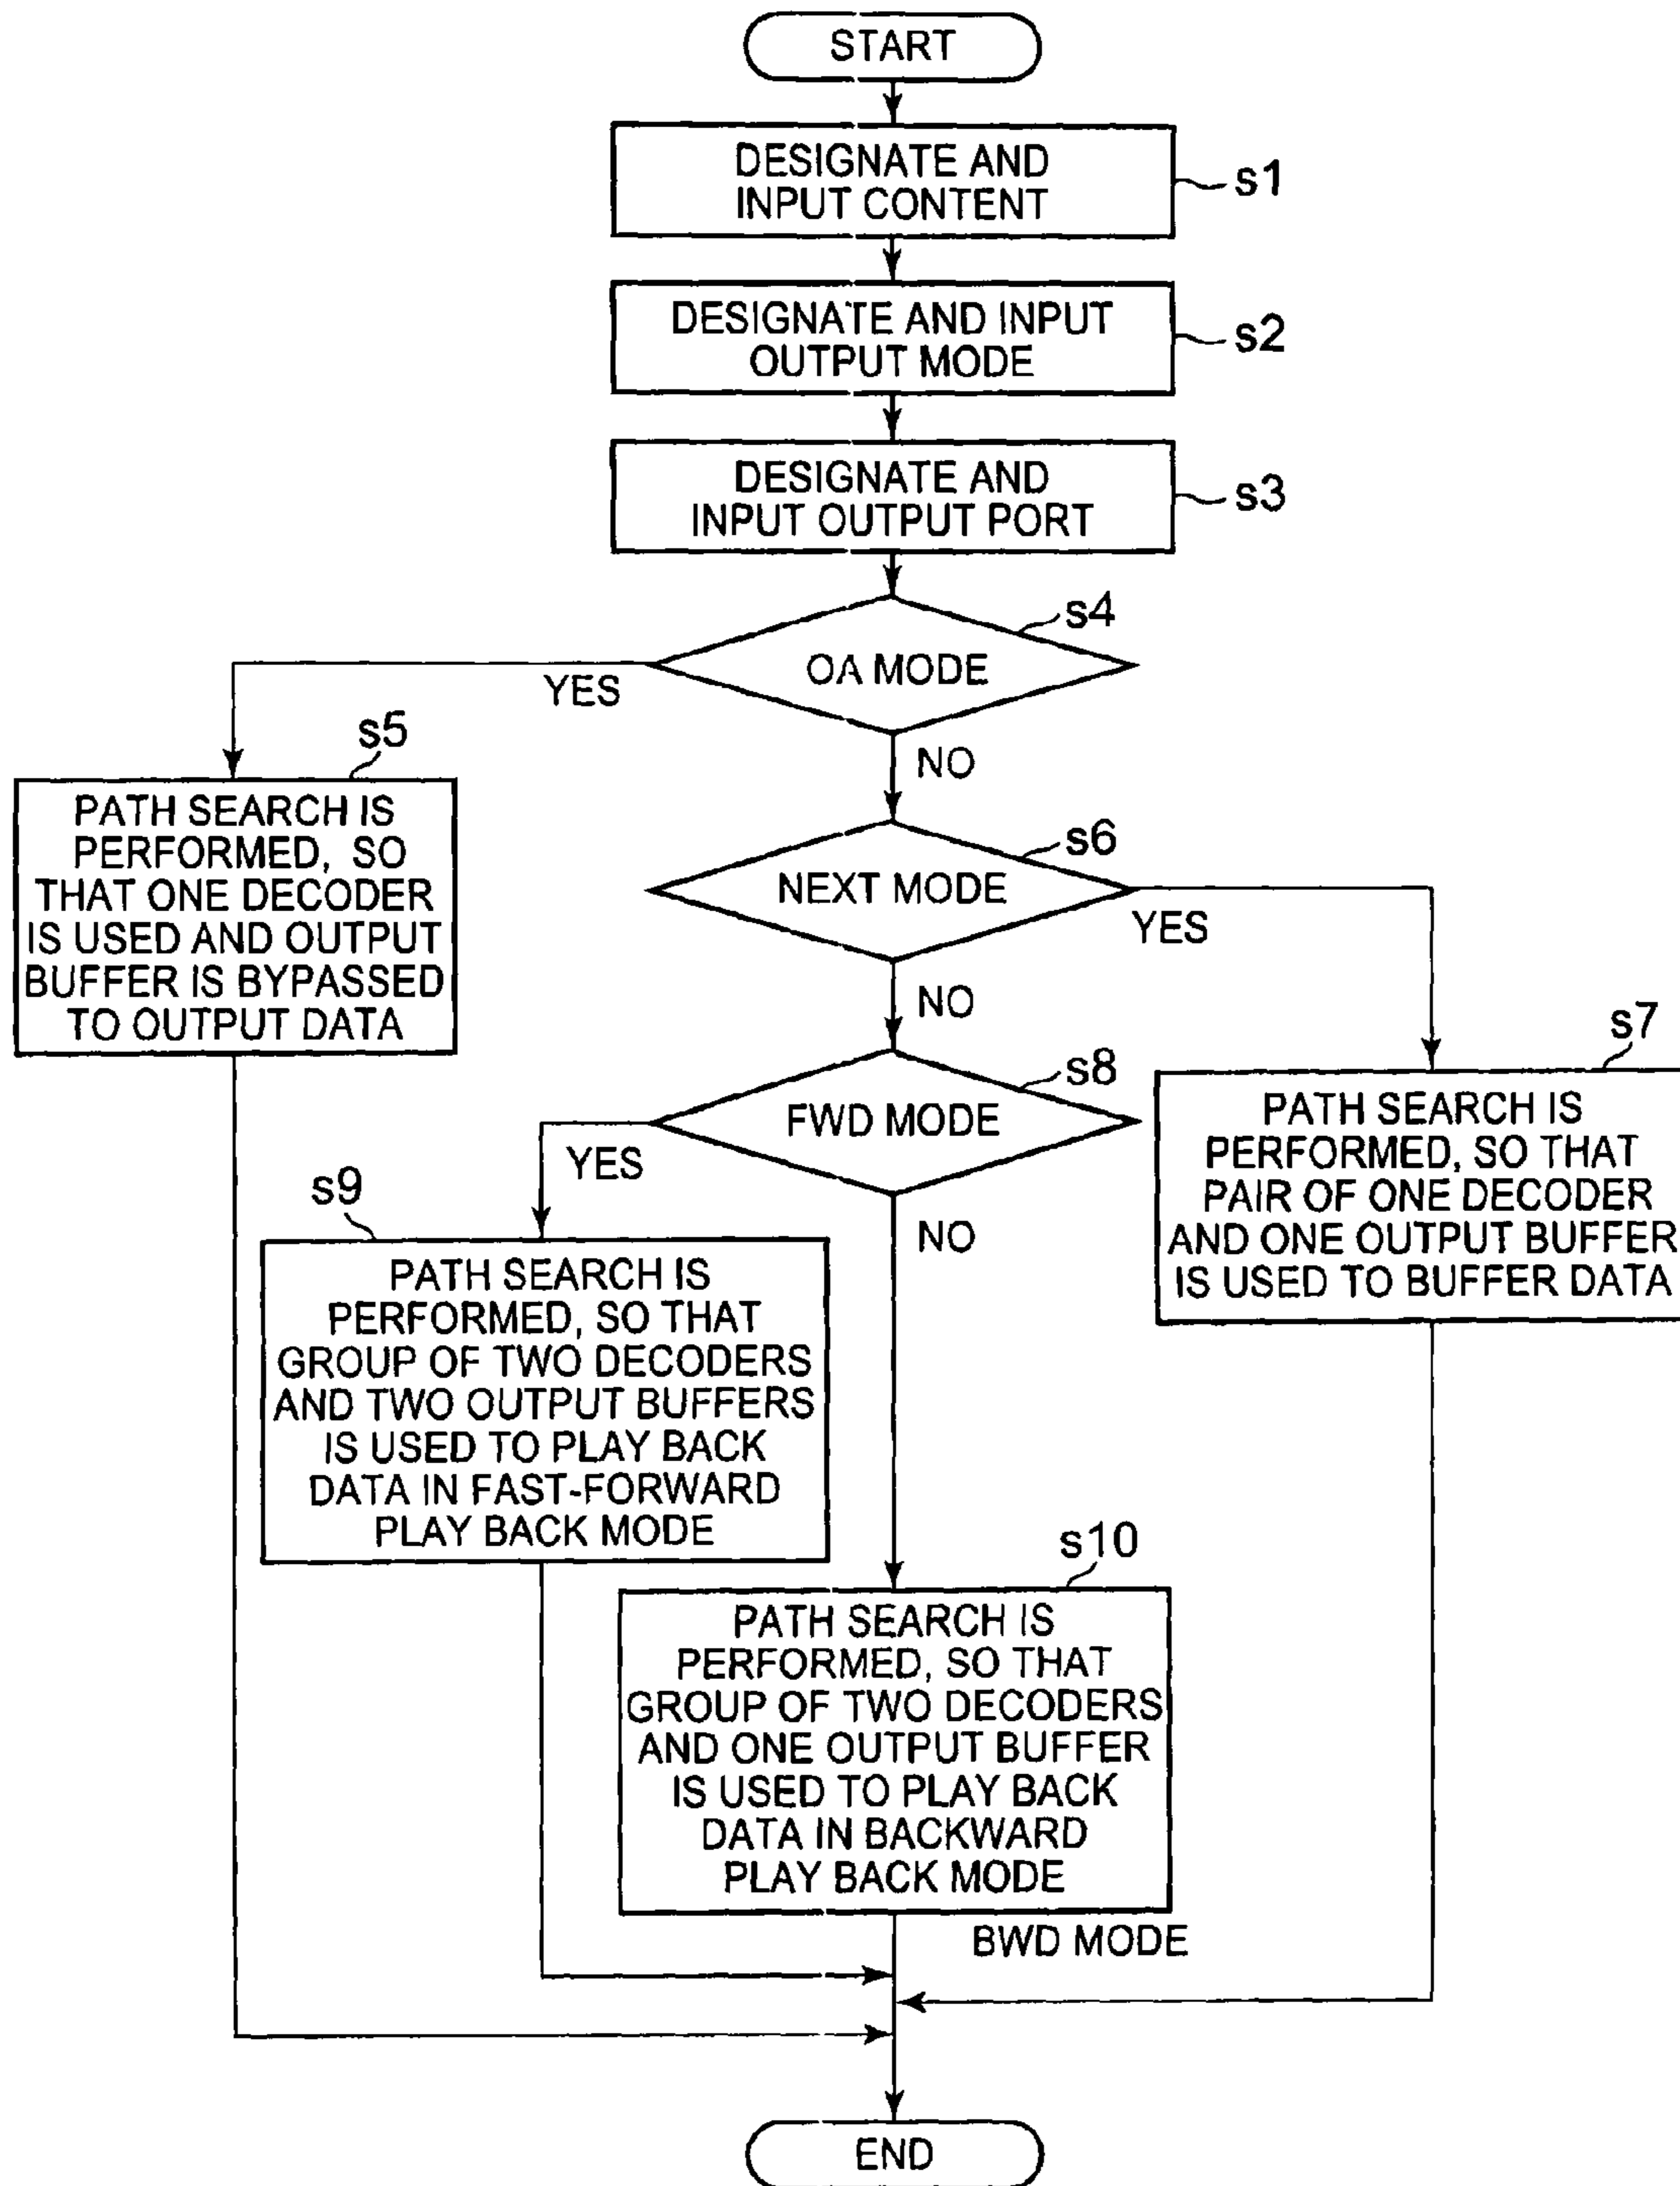 START
DESIGNATE AND
INPUT CONTENT
s1
DESIGNATE AND INPUT
OUTPUT MODE
s2
DESIGNATE AND
INPUT OUTPUT PORT
s3
s4
OA MODE
YES
NO
s5
PATH SEARCH IS
PERFORMED, SO
THAT ONE DECODER
IS USED AND OUTPUT
BUFFER IS BYPASSED
TO OUTPUT DATA
s6
NEXT MODE
YES
NO
s7
PATH SEARCH IS
PERFORMED, SO THAT
PAIR OF ONE DECODER
AND ONE OUTPUT BUFFER
IS USED TO BUFFER DATA
s8
FWD MODE
YES
NO
s9
PATH SEARCH IS
PERFORMED, SO THAT
GROUP OF TWO DECODERS
AND TWO OUTPUT BUFFERS
IS USED TO PLAY BACK
DATA IN FAST-FORWARD
PLAY BACK MODE
s10
PATH SEARCH IS
PERFORMED, SO THAT
GROUP OF TWO DECODERS
AND ONE OUTPUT BUFFER
IS USED TO PLAY BACK
DATA IN BACKWARD
PLAY BACK MODE
BWD MODE
END